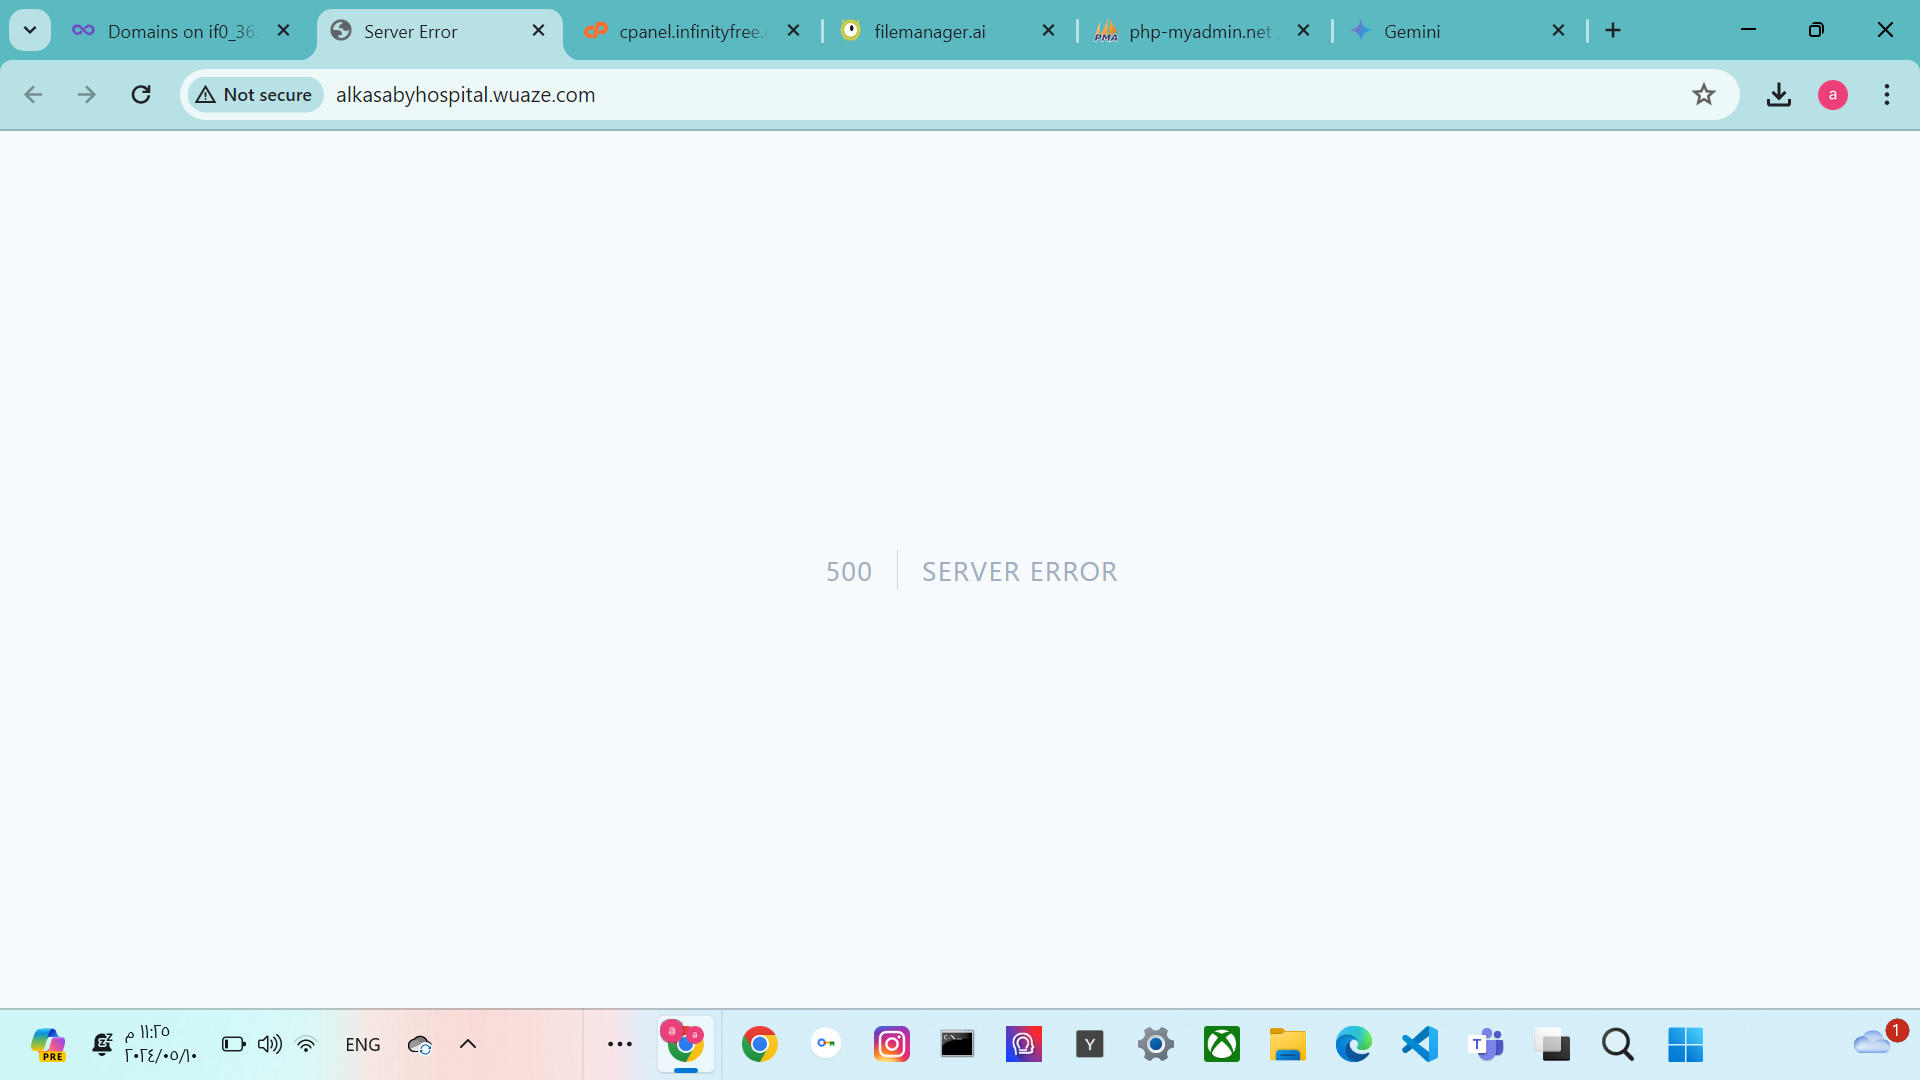 Domains on if0_36
Server Error
cpanel.infinityfree.
filemanager.ai
php-myadmin.net
Gemini
Not secure
alkasabyhospital.wuaze.com
a
500
SERVER ERROR
PRE
١١:٢٥ م
٢٠٢٤/٠٥/١٠
ENG
a
a
Y
T
1